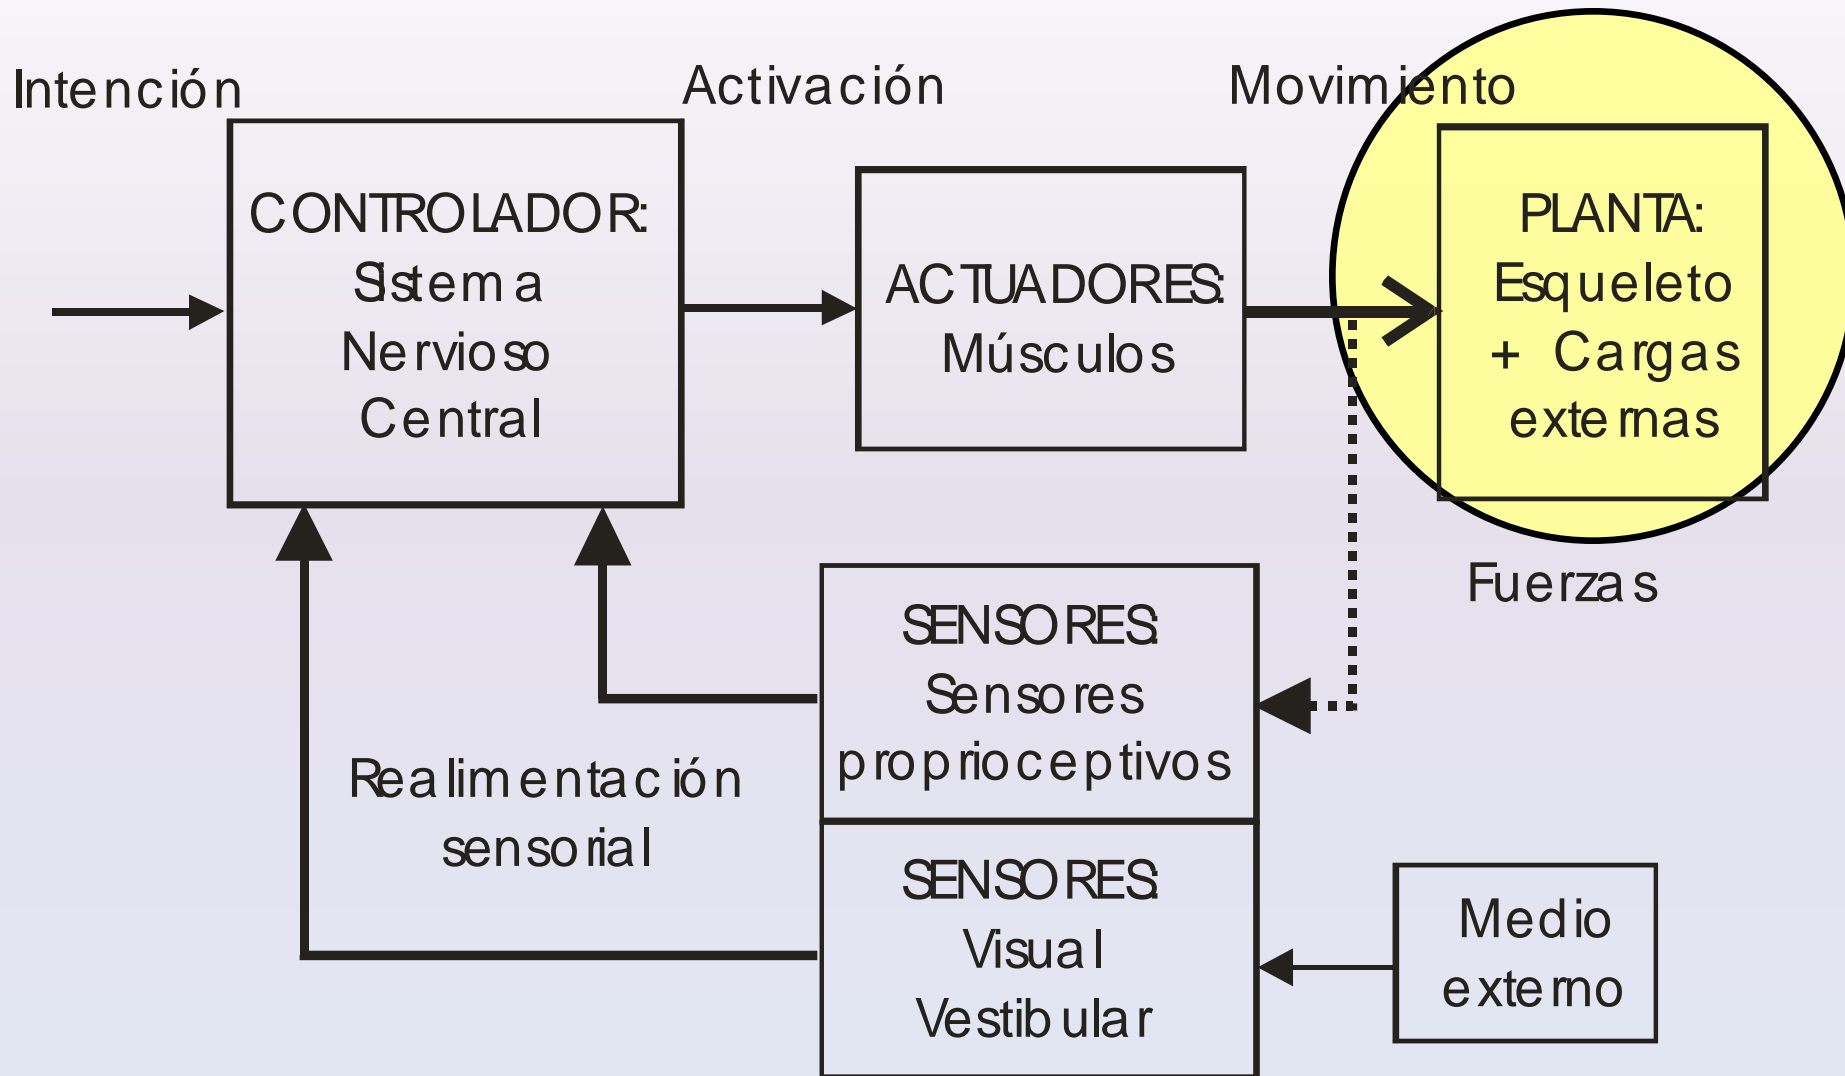 Intención
Activación
Movimiento
CONTROLADOR:
Sistema
Nervioso
Central
ACTUADORES:
Músculos
PLANTA:
Esqueleto
+ Cargas
externas
Fuerzas
SENSORES:
Sensores
proprioceptivos
Realimentación
sensorial
SENSORES:
Visual
Vestibular
Medio
externo